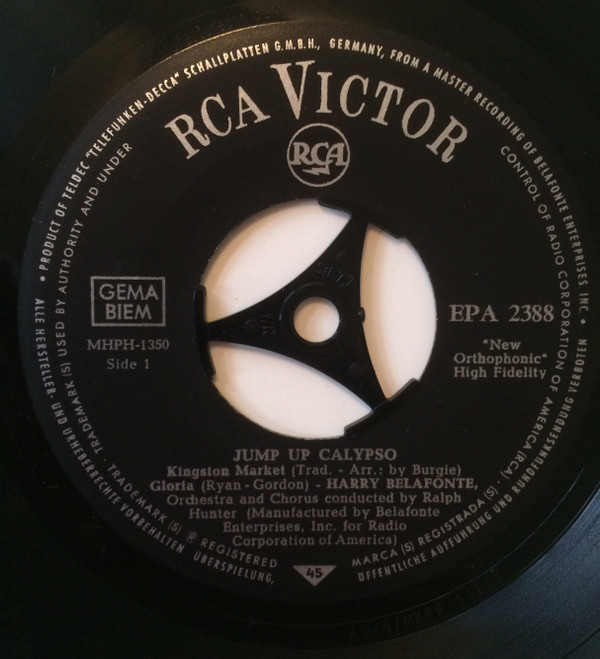 • PRODUCT OF TELDEC "TELEFUNKEN-DECCA" SCHALLPLATTEN G.M.B.H., GERMANY, FROM A MASTER RECORDING OF BELAFONTE ENTERPRISES INC. •
TRADEMARK (S) USED BY AUTHORITY AND UNDER
CONTROL OF RADIO CORPORATION OF AMERICA (RCA)
RCA VICTOR
RCA
GEMA
BIEM
MHPH-1350
Side 1
EPA 2388
"New
Orthophonic"
High Fidelity
JUMP UP CALYPSO
Kingston Market (Trad. - Arr.: by Burgie)
Gloria (Ryan - Gordon) - HARRY BELAFONTE,
Orchestra and Chorus conducted by Ralph
Hunter (Manufactured by Belafonte
Enterprises, Inc. for Radio
Corporation of America)
• TRADEMARK (S) ® REGISTERED
MARCA (S) REGISTRADA (S) •
ALLE HERSTELLER- UND URHEBERRECHTE VORBEHALTEN ÜBERSPIELUNG,
ÖFFENTLICHE AUFFÜHRUNG UND RUNDFUNKSENDUNG VERBOTEN
45